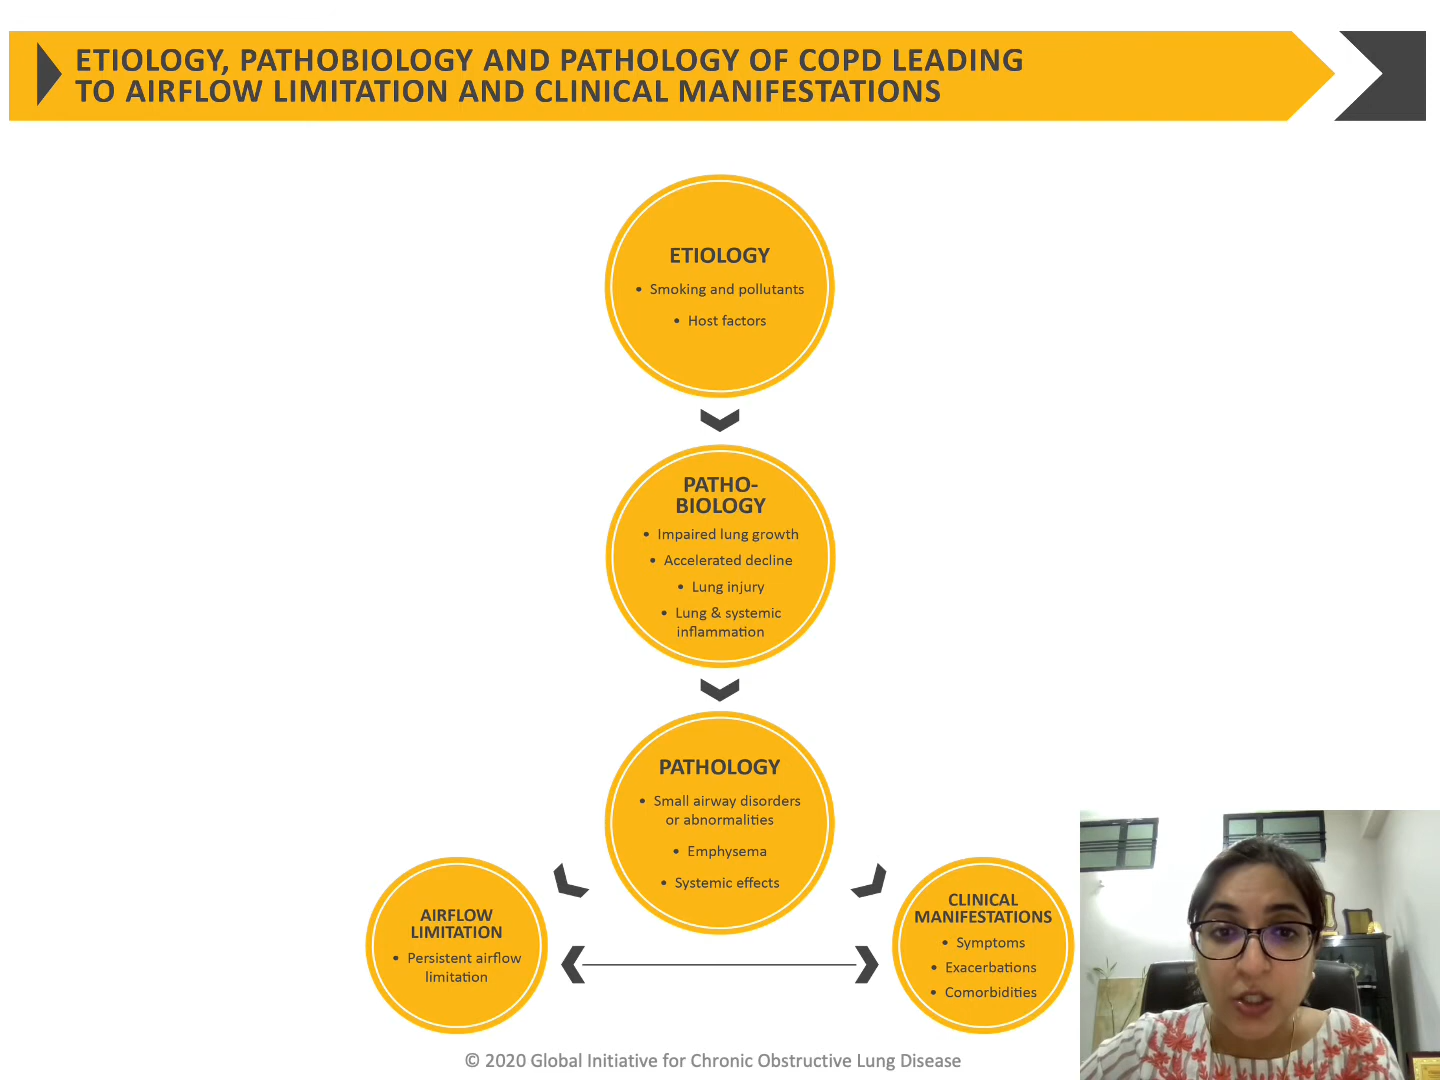 ETIOLOGY, PATHOBIOLOGY AND PATHOLOGY OF COPD LEADING
TO AIRFLOW LIMITATION AND CLINICAL MANIFESTATIONS
ETIOLOGY
• Smoking and pollutants
• Host factors
PATHO-
BIOLOGY
• Impaired lung growth
• Accelerated decline
• Lung injury
• Lung & systemic
inflammation
PATHOLOGY
• Small airway disorders
or abnormalities
• Emphysema
• Systemic effects
AIRFLOW
LIMITATION
• Persistent airflow
limitation
CLINICAL
MANIFESTATIONS
• Symptoms
• Exacerbations
• Comorbidities
© 2020 Global Initiative for Chronic Obstructive Lung Disease